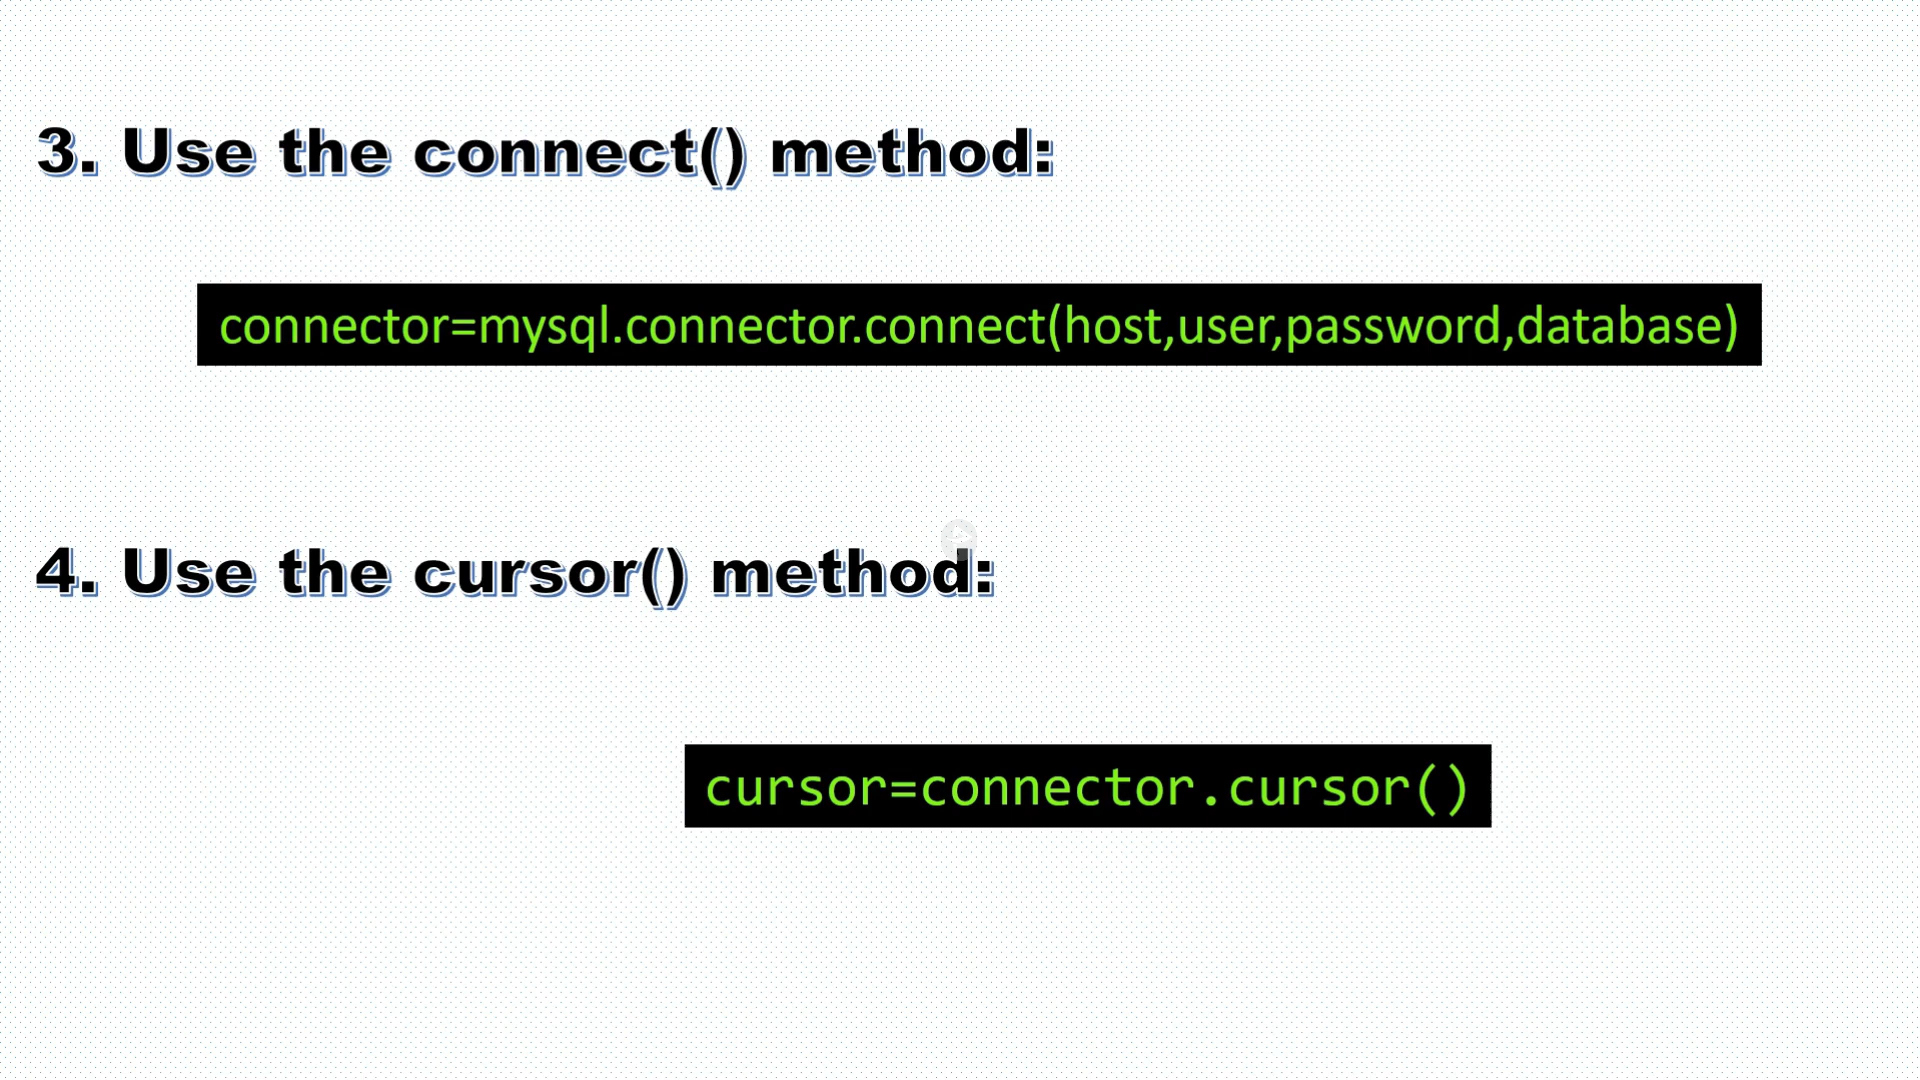 3. Use the connect() method:
connector=mysql.connector.connect(host,user,password,database)
4. Use the cursor() method:
cursor=connector.cursor()